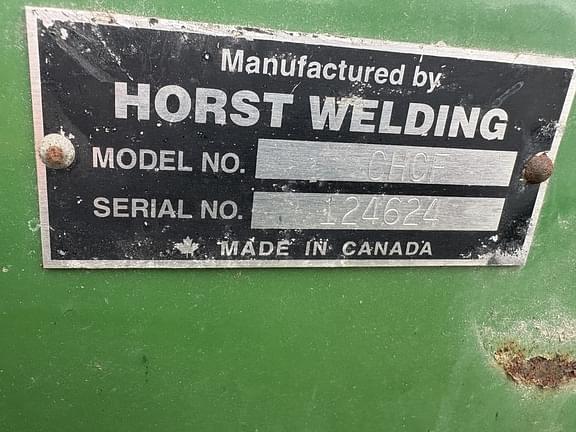 Manufactured by
HORST WELDING
MODEL NO. CHCF
SERIAL NO. 124624
MADE IN CANADA